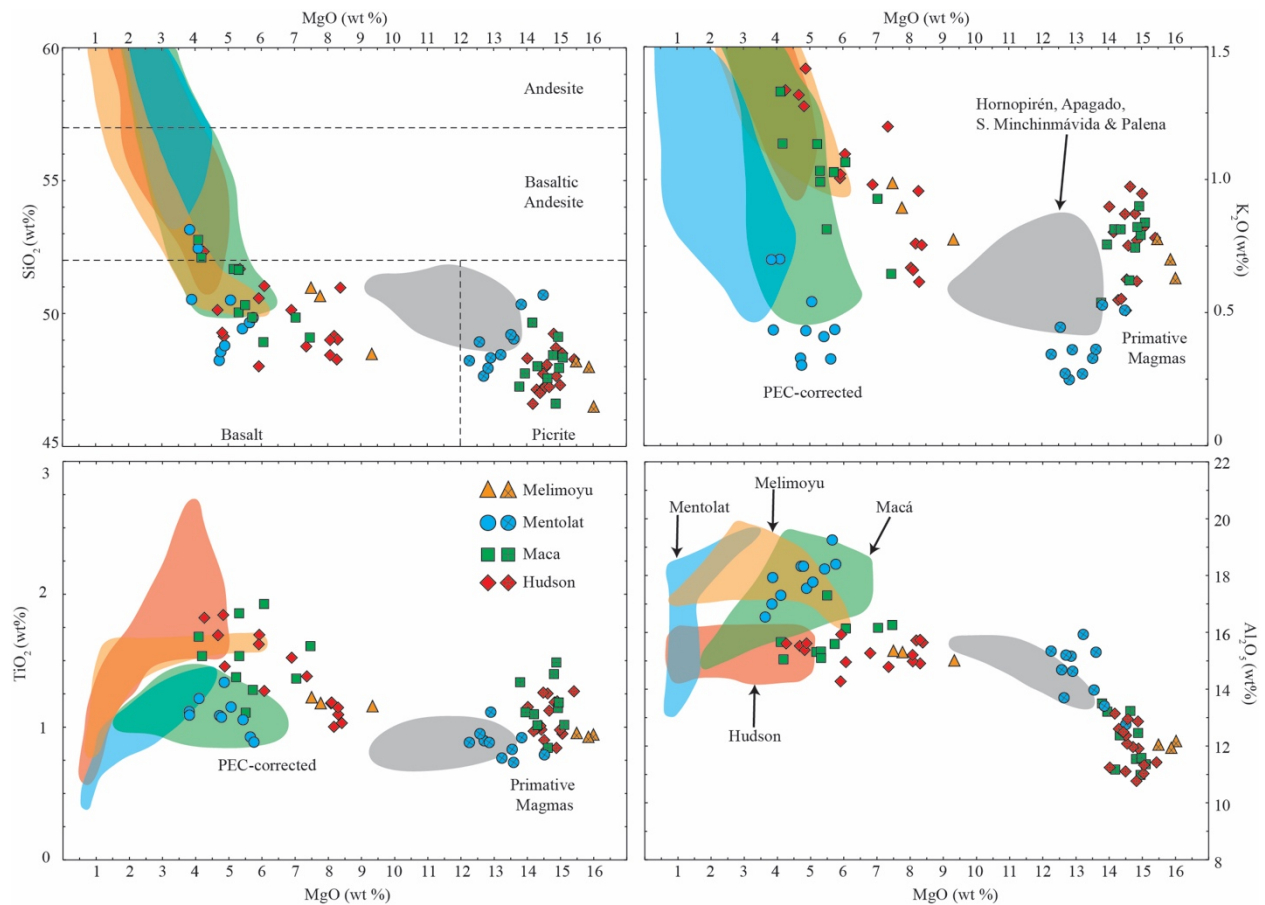 MgO (wt %)
MgO (wt %)
1 2 3 4 5 6 7 8 9 10 11 12 13 14 15 16
1 2 3 4 5 6 7 8 9 10 11 12 13 14 15 16
60
55
50
45
SiO2 (wt%)
Andesite
Basaltic
Andesite
Basalt
Picrite
1.5
1.0
0.5
0
K2O (wt%)
Hornopirén, Apagado,
S. Minchinmávida & Palena
PEC-corrected
Primative
Magmas
3
2
1
0
TiO2 (wt%)
Melimoyu
Mentolat
Maca
Hudson
PEC-corrected
Primative
Magmas
1 2 3 4 5 6 7 8 9 10 11 12 13 14 15 16
MgO (wt %)
22
20
18
16
14
12
10
8
Al2O5 (wt%)
Mentolat
Melimoyu
Macá
Hudson
1 2 3 4 5 6 7 8 9 10 11 12 13 14 15 16
MgO (wt %)